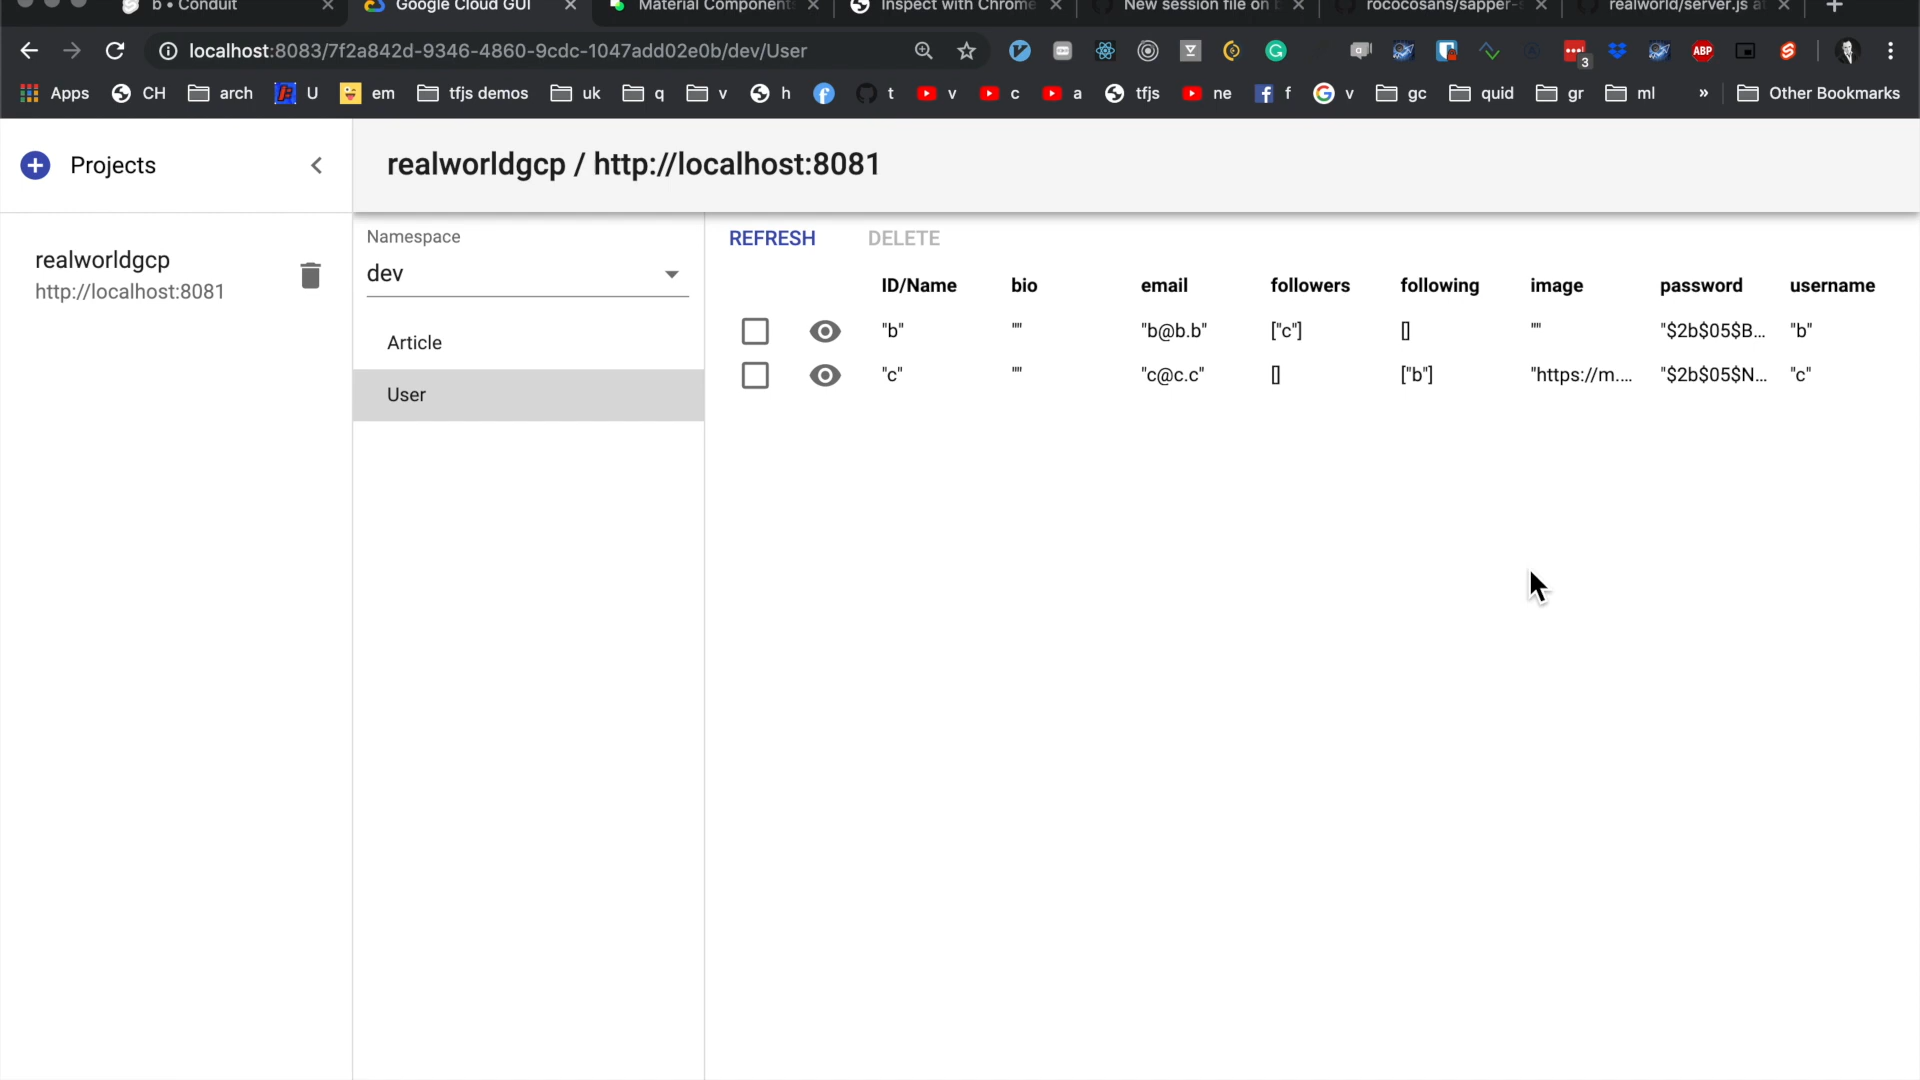 b • Conduit
Google Cloud GUI
Material Component
Inspect with Chrome
New session file on
rococosans/sapper-
realworld/server.js
localhost:8083/7f2a842d-9346-4860-9cdc-1047add02e0b/dev/User
3
ABP
Apps
CH
arch
U
em
tfjs demos
uk
q
v
h
t
v
c
a
tfjs
ne
f
v
gc
quid
gr
ml
»
Other Bookmarks
Projects
realworldgcp / http://localhost:8081
realworldgcp
http://localhost:8081
Namespace
dev
Article
User
REFRESH DELETE
ID/Name bio email followers following image password username
"b" "" "b@b.b" ["c"] [] "" "$2b$05$B... "b"
"c" "" "c@c.c" [] ["b"] "https://m.... "$2b$05$N... "c"